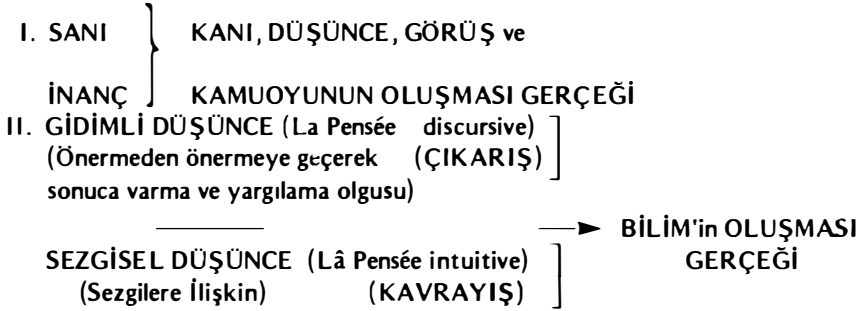 I. SANI KANI, DÜŞÜNCE, GÖRÜŞ ve
İNANÇ KAMUOYUNUN OLUŞMASI GERÇEĞİ
II. GİDİMLİ DÜŞÜNCE (La Pensée discursive)
(Önermeden önermeye geçerek (ÇIKARIŞ)
sonuca varma ve yargılama olgusu)
BİLİM'in OLUŞMASI
SEZGİSEL DÜŞÜNCE (Lâ Pensée intuitive) GERÇEĞİ
(Sezgilere İlişkin) (KAVRAYIŞ)